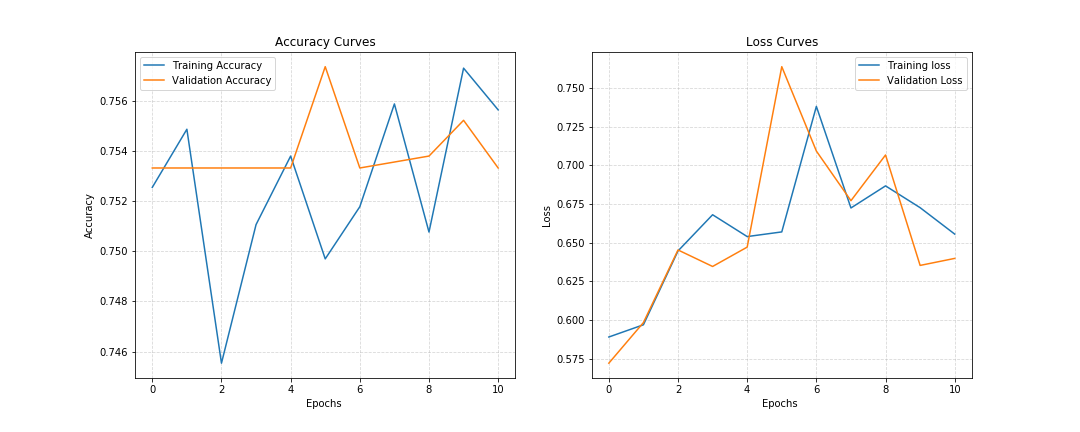 Accuracy Curves
Training Accuracy
Validation Accuracy
0.756
0.754
0.752
0.750
0.748
0.746
Accuracy
0 2 4 6 8 10
Epochs
Loss Curves
Training loss
Validation Loss
0.750
0.725
0.700
0.675
0.650
0.625
0.600
0.575
Loss
0 2 4 6 8 10
Epochs